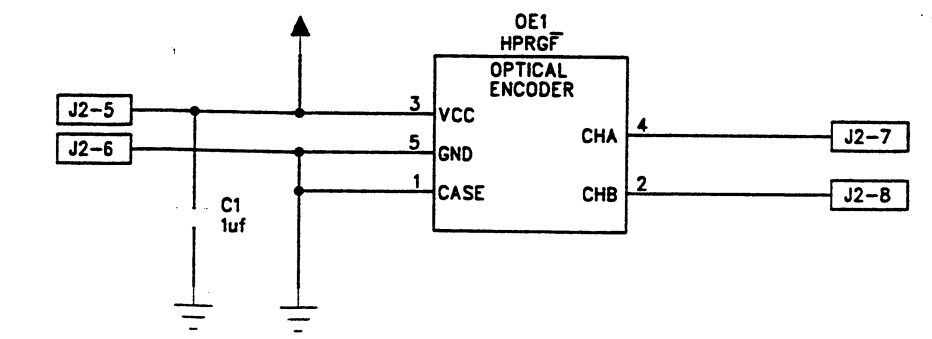 OE1
HPRGF̅
OPTICAL
ENCODER
J2-5
3
VCC
J2-6
5
GND
1
CASE
CHA
4
J2-7
CHB
2
J2-8
C1
1uf